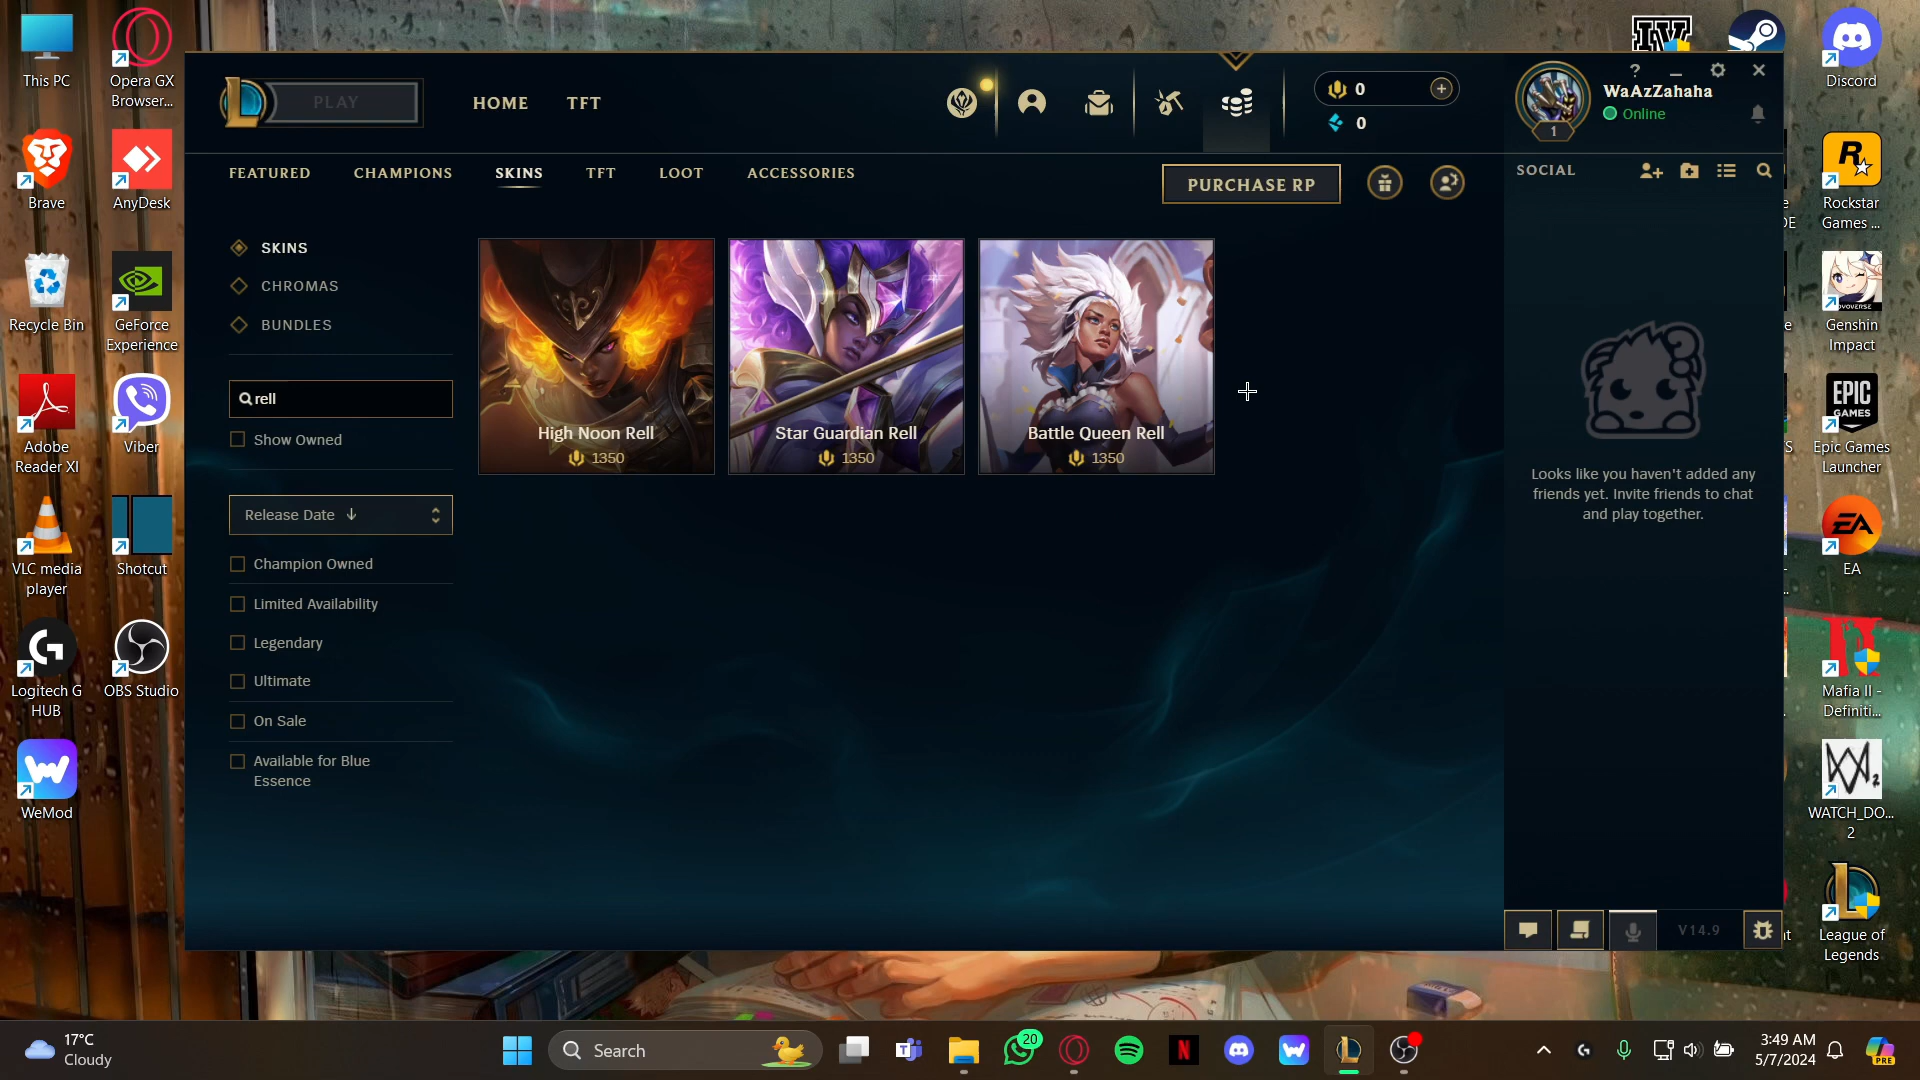 This PC
Opera GX
Browser...
Brave
AnyDesk
Recycle Bin
GeForce
Experience
Adobe
Reader XI
Viber
VLC media
player
Shotcut
Logitech G
HUB
OBS Studio
WeMod
PLAY
HOME
TFT
0
0
?
WaAzZahaha
Online
1
FEATURED
CHAMPIONS
SKINS
TFT
LOOT
ACCESSORIES
PURCHASE RP
SOCIAL
SKINS
CHROMAS
BUNDLES
rell
Show Owned
Release Date
Champion Owned
Limited Availability
Legendary
Ultimate
On Sale
Available for Blue
Essence
High Noon Rell
1350
Star Guardian Rell
1350
Battle Queen Rell
1350
Looks like you haven't added any
friends yet. Invite friends to chat
and play together.
V14.9
IV
Discord
Rockstar
Games ...
Genshin
Impact
EPIC
GAMES
Epic Games
Launcher
EA
EA
Mafia II -
Definiti...
WATCH_DO...
2
League of
Legends
17°C
Cloudy
Search
20
3:49 AM
5/7/2024
PRE